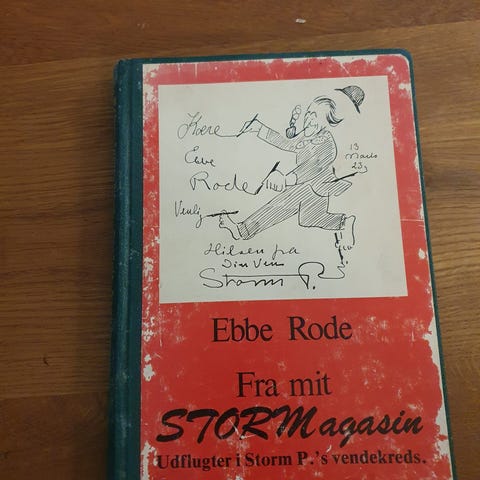 Kære
Ebbe
Rode
Venlig
Hilsen fra
Din Ven
Storm P.
13
Marts
23
Ebbe Rode
Fra mit
STORMagasin
Udflugter i Storm P.'s vendekreds.